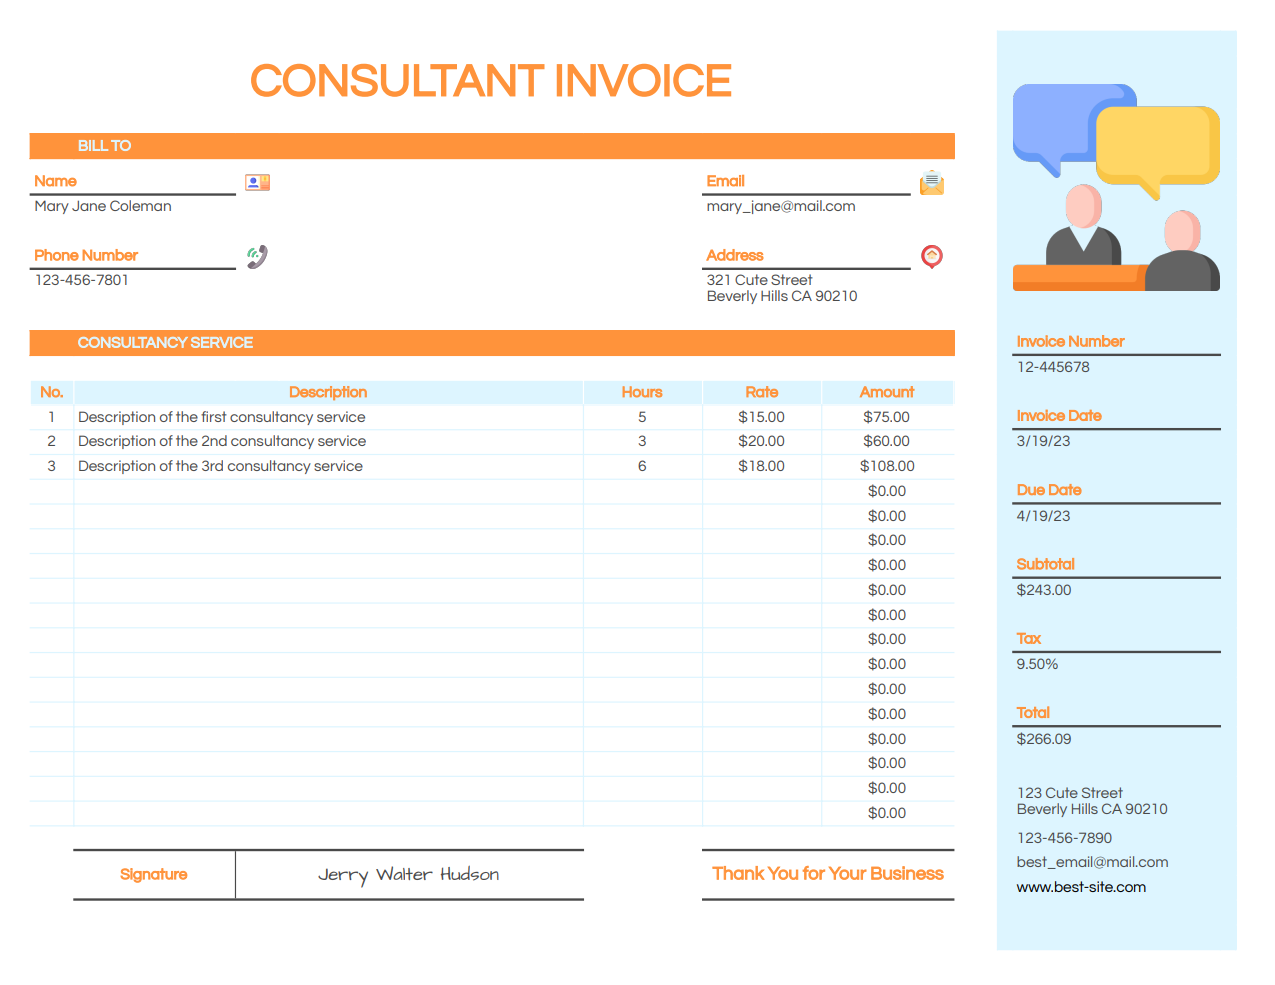 CONSULTANT INVOICE
BILL TO
Name
Mary Jane Coleman
Email
mary_jane@mail.com
Phone Number
123-456-7801
Address
321 Cute Street
Beverly Hills CA 90210
CONSULTANCY SERVICE
No. Description Hours Rate Amount
1 Description of the first consultancy service 5 $15.00 $75.00
2 Description of the 2nd consultancy service 3 $20.00 $60.00
3 Description of the 3rd consultancy service 6 $18.00 $108.00
$0.00
$0.00
$0.00
$0.00
$0.00
$0.00
$0.00
$0.00
$0.00
$0.00
$0.00
$0.00
$0.00
$0.00
Signature Jerry Walter Hudson
Thank You for Your Business
Invoice Number
12-445678
Invoice Date
3/19/23
Due Date
4/19/23
Subtotal
$243.00
Tax
9.50%
Total
$266.09
123 Cute Street
Beverly Hills CA 90210
123-456-7890
best_email@mail.com
www.best-site.com